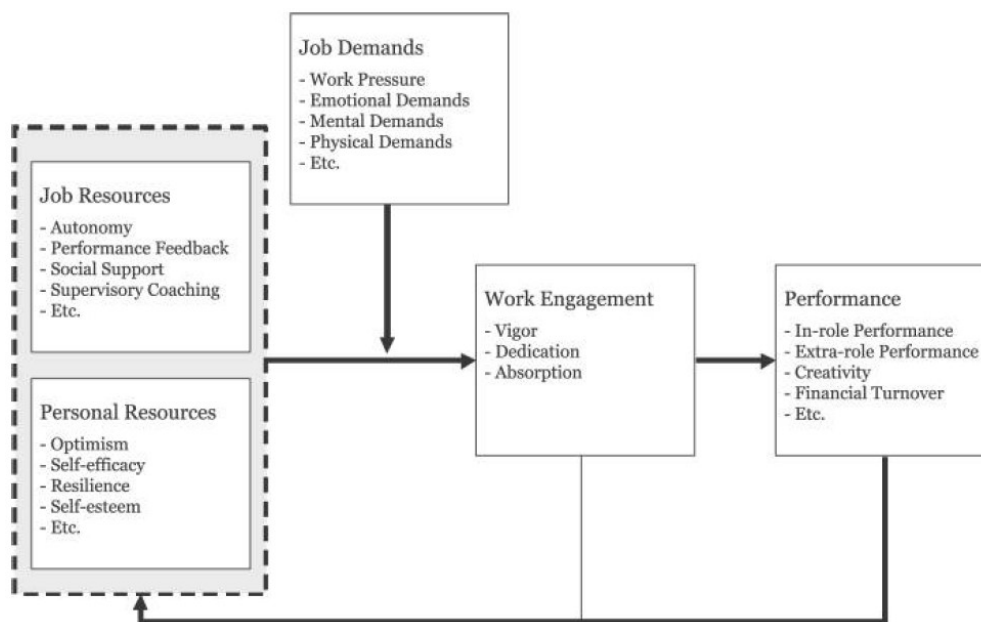 Job Demands
- Work Pressure
- Emotional Demands
- Mental Demands
- Physical Demands
- Etc.
Job Resources
- Autonomy
- Performance Feedback
- Social Support
- Supervisory Coaching
- Etc.
Personal Resources
- Optimism
- Self-efficacy
- Resilience
- Self-esteem
- Etc.
Work Engagement
- Vigor
- Dedication
- Absorption
Performance
- In-role Performance
- Extra-role Performance
- Creativity
- Financial Turnover
- Etc.